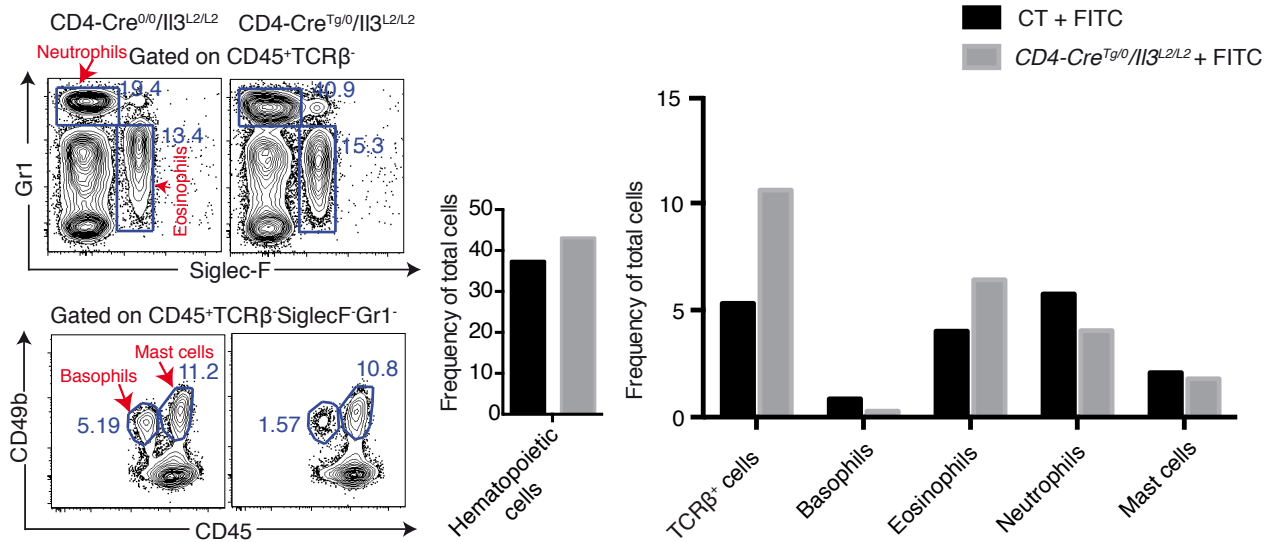 CD4-Cre0/0/Il3L2/L2 CD4-CreTg/0/Il3L2/L2
Neutrophils Gated on CD45+TCRβ-
19.4
13.4
Eosinophils
40.9
15.3
Gr1
Siglec-F
Gated on CD45+TCRβ-SiglecF-Gr1-
Mast cells
Basophils
11.2
5.19
10.8
1.57
CD49b
CD45
Frequency of total cells
50
40
30
20
10
0
Hematopoietic
cells
CT + FITC
CD4-CreTg/0/Il3L2/L2 + FITC
Frequency of total cells
15
10
5
0
TCRβ+ cells
Basophils
Eosinophils
Neutrophils
Mast cells